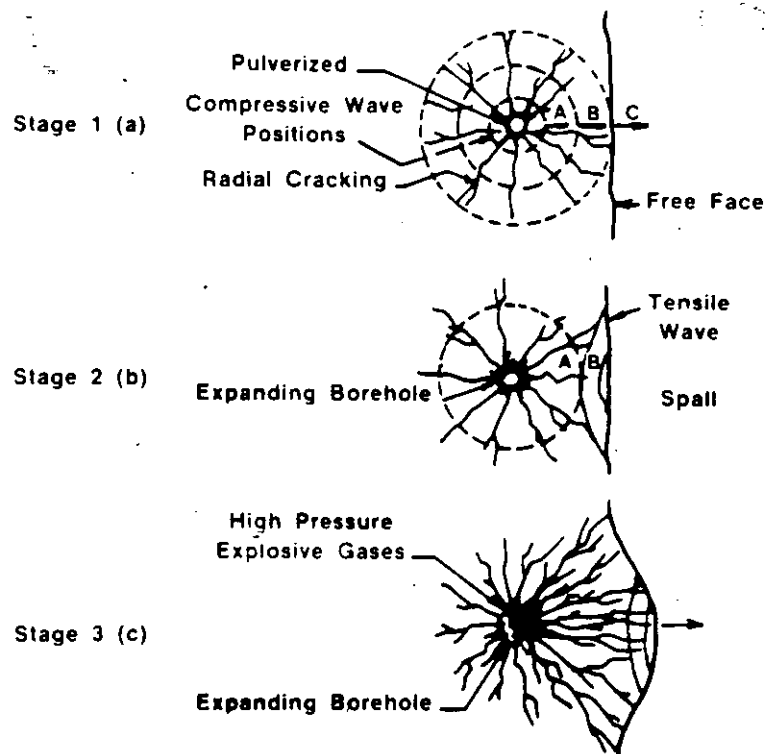 Stage 1 (a)
Pulverized
Compressive Wave
Positions
Radial Cracking
A B C
Free Face
Stage 2 (b)
Expanding Borehole
A B
Tensile
Wave
Spall
Stage 3 (c)
High Pressure
Explosive Gases
Expanding Borehole